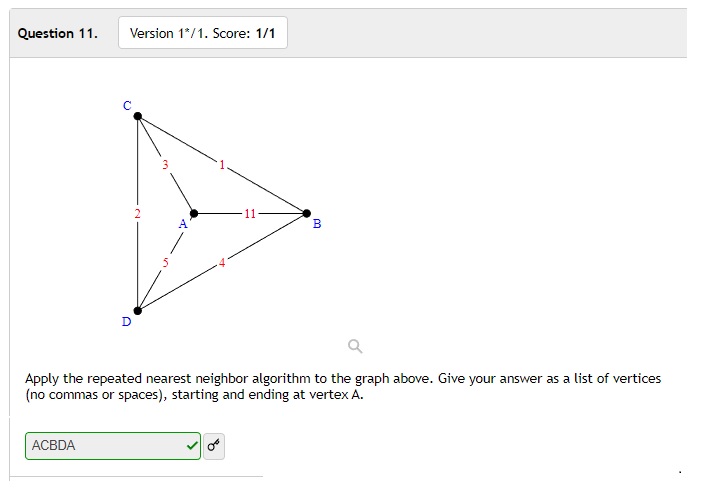 Question 11. Version 1*/1. Score: 1/1
C
3 1
2 A 11 B
5 4
D
Apply the repeated nearest neighbor algorithm to the graph above. Give your answer as a list of vertices
(no commas or spaces), starting and ending at vertex A.
ACBDA